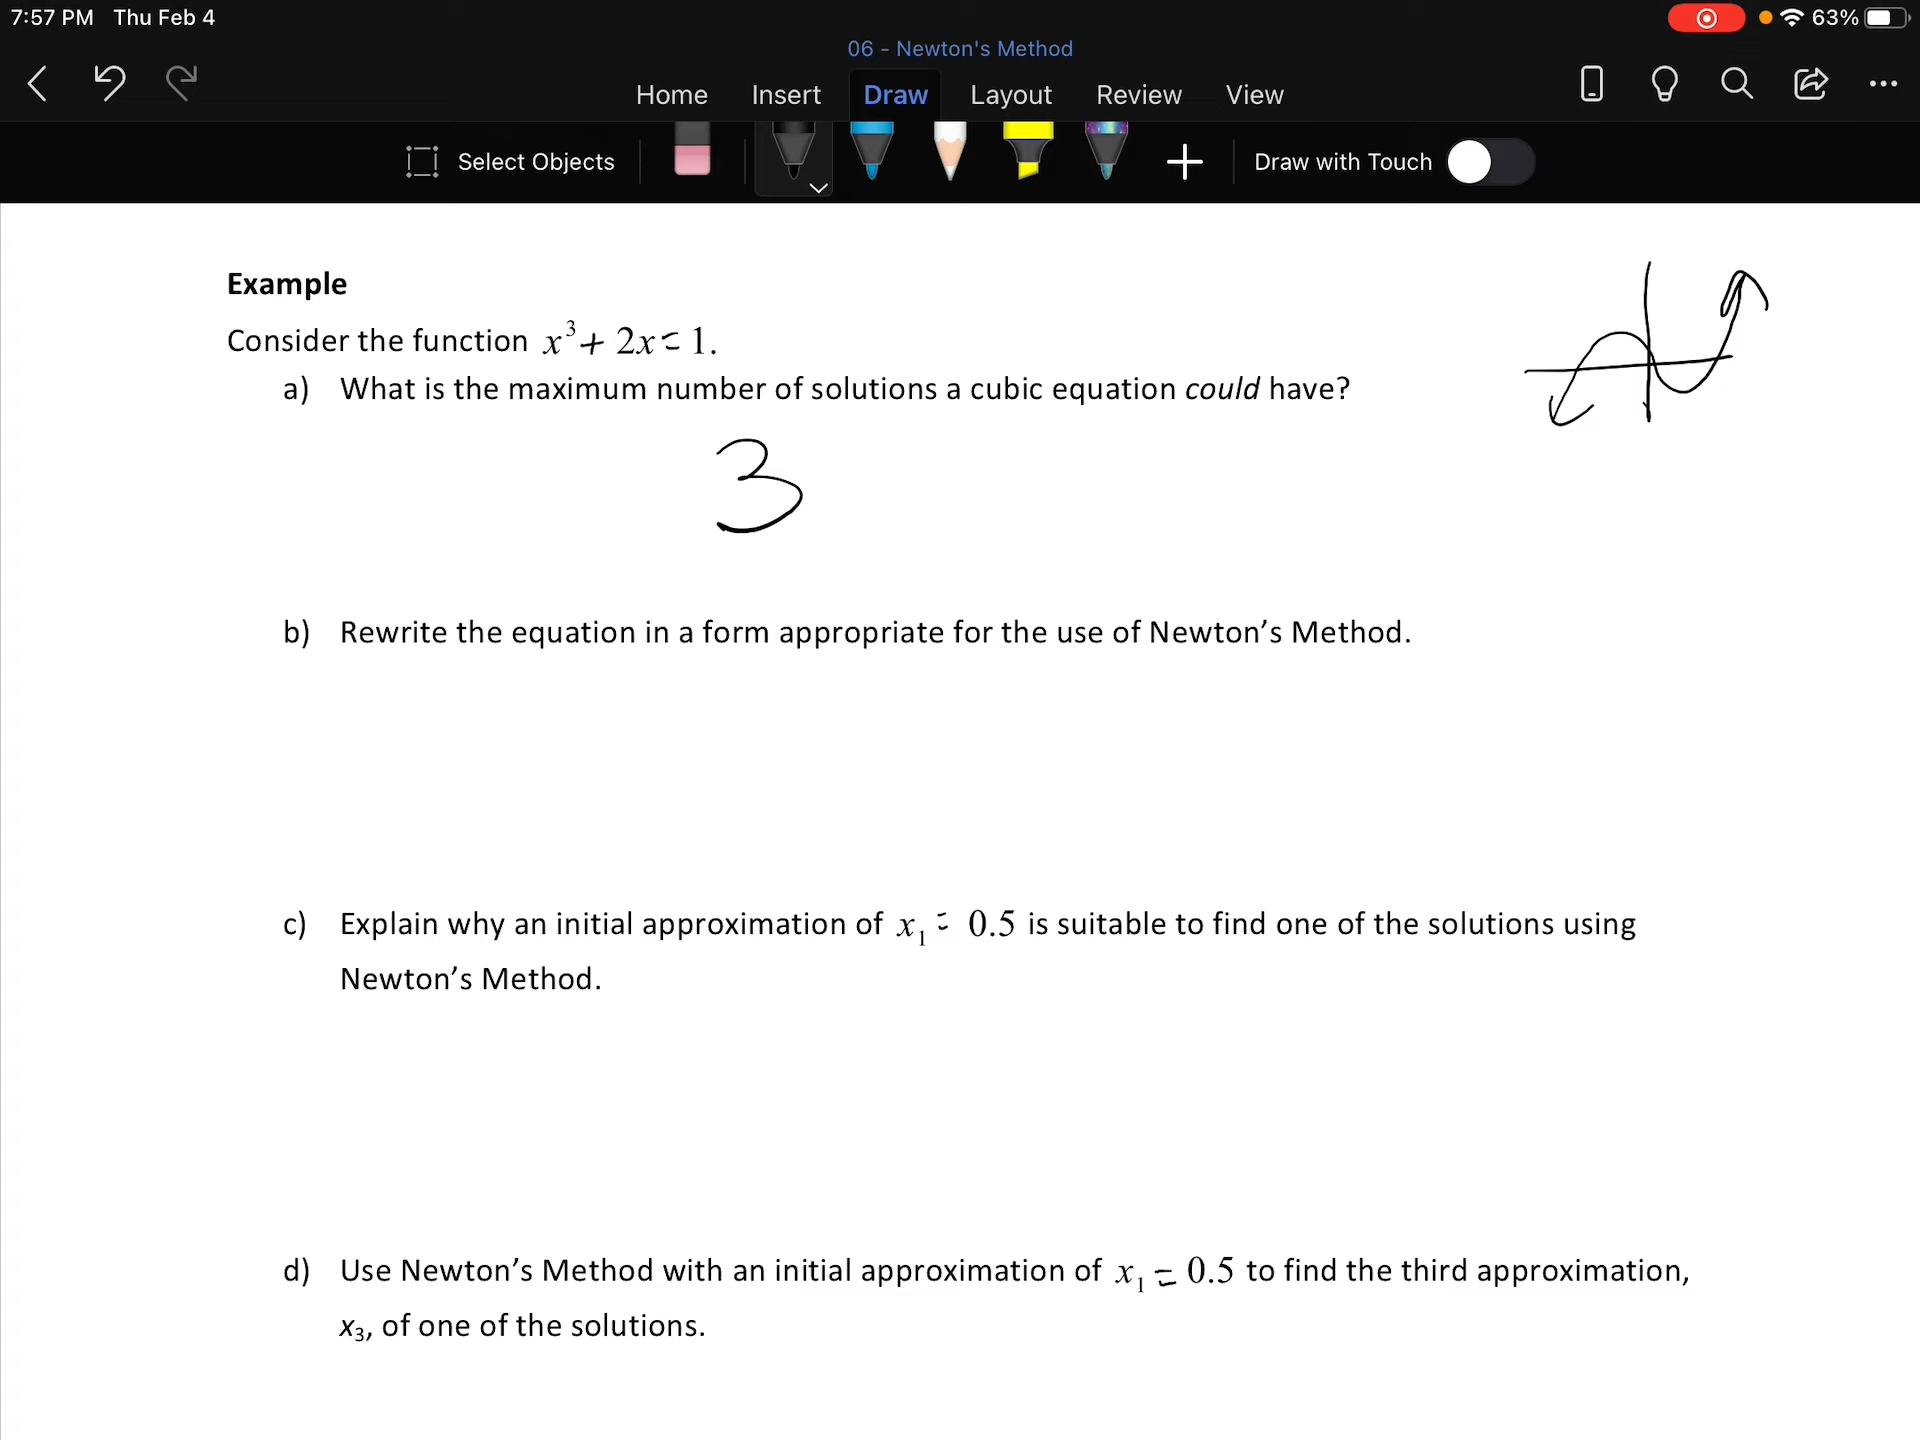 7:57 PM Thu Feb 4 63%
06 - Newton's Method
Home Insert Draw Layout Review View
Select Objects Draw with Touch
Example
Consider the function x³ + 2x = 1.
a) What is the maximum number of solutions a cubic equation could have?
3
b) Rewrite the equation in a form appropriate for the use of Newton’s Method.
c) Explain why an initial approximation of x₁ = 0.5 is suitable to find one of the solutions using
Newton’s Method.
d) Use Newton’s Method with an initial approximation of x₁ = 0.5 to find the third approximation,
x₃, of one of the solutions.